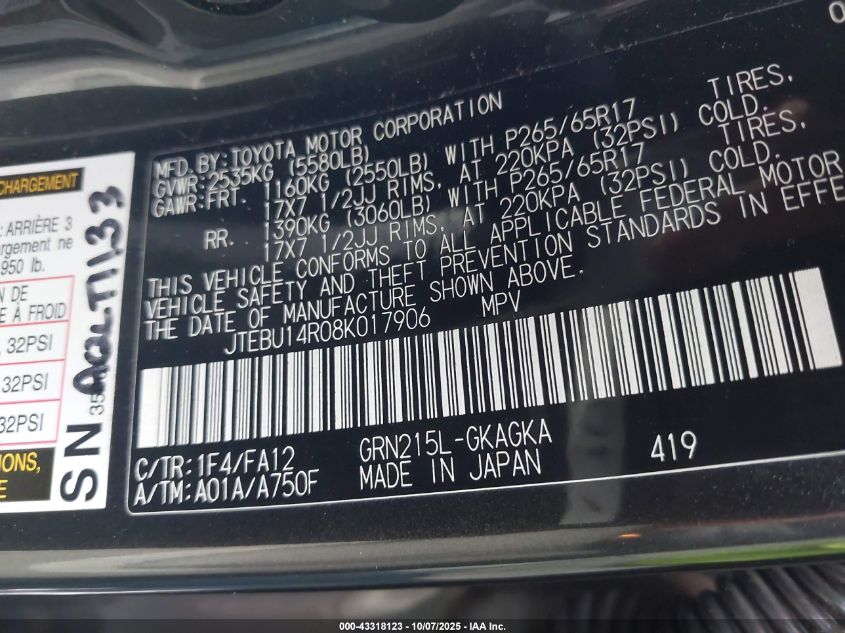 CHARGEMENT
: ARRIÈRE 3
argement ne
950 lb.
N DE
E À FROID
32PSI
32PSI
32PSI
IONS,
E
SN
35
0
MFD. BY: TOYOTA MOTOR CORPORATION
GVWR: 2535KG (5580LB)
GAWR: FRT. 1160KG (2550LB) WITH P265/65R17 TIRES,
17X7 1/2JJ RIMS, AT 220KPA (32PSI) COLD.
RR. 1390KG (3060LB) WITH P265/65R17 TIRES,
17X7 1/2JJ RIMS, AT 220KPA (32PSI) COLD.
THIS VEHICLE CONFORMS TO ALL APPLICABLE FEDERAL MOTOR
VEHICLE SAFETY AND THEFT PREVENTION STANDARDS IN EFFE
THE DATE OF MANUFACTURE SHOWN ABOVE.
JTEBU14R08K017906 MPV
C/TR: 1F4/FA12 GRN215L-GKAGKA 419
A/TM: A01A/A750F MADE IN JAPAN
000-43318123 - 10/07/2025 - IAA Inc.